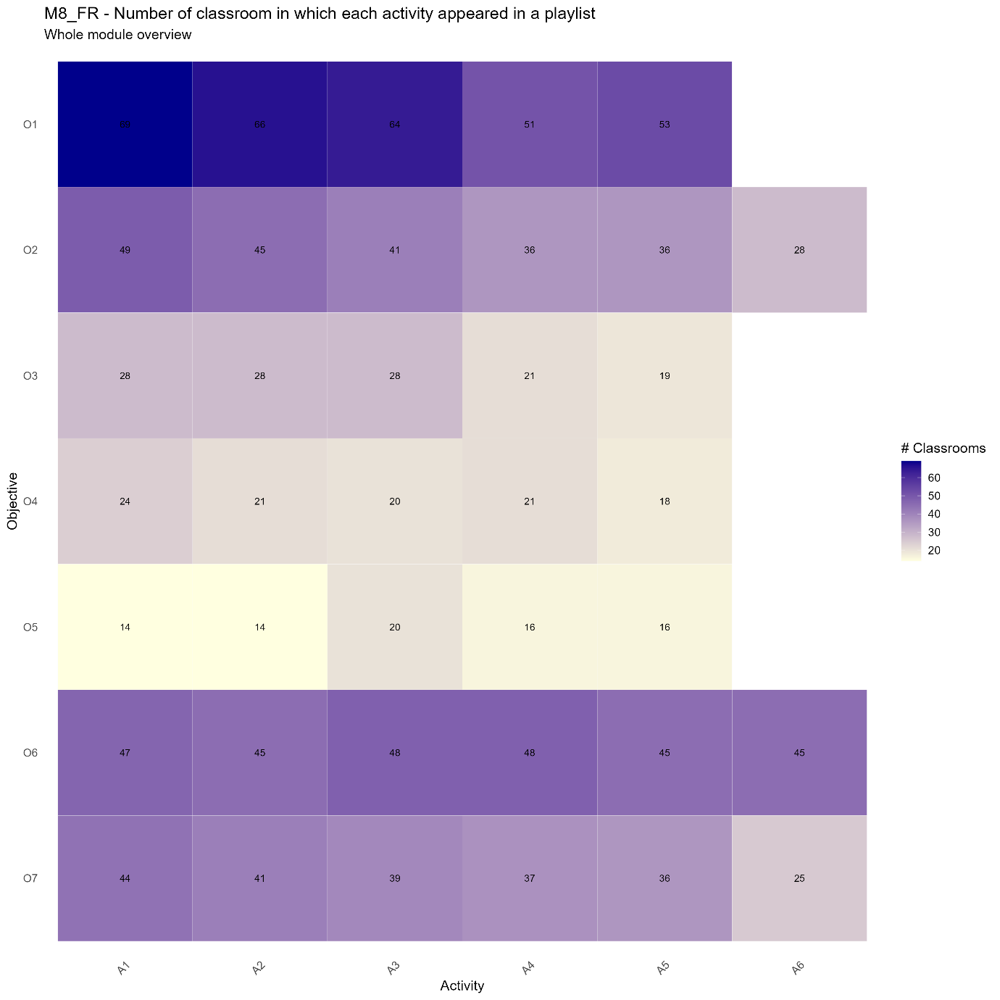 M8_FR - Number of classroom in which each activity appeared in a playlist
Whole module overview
O1 69 66 64 51 53
O2 49 45 41 36 36 28
O3 28 28 28 21 19
O4 24 21 20 21 18
O5 14 14 20 16 16
O6 47 45 48 48 45 45
O7 44 41 39 37 36 25
A1 A2 A3 A4 A5 A6
Activity
Objective
# Classrooms
60
50
40
30
20